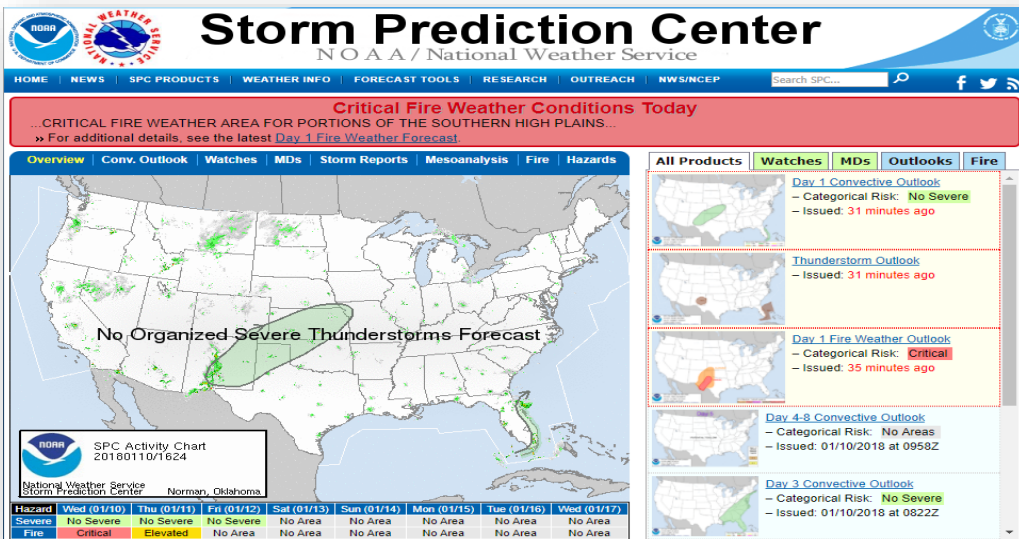 NOAA
NATIONAL WEATHER SERVICE
Storm Prediction Center
NOAA / National Weather Service
HOME NEWS SPC PRODUCTS WEATHER INFO FORECAST TOOLS RESEARCH OUTREACH NWS/NCEP Search SPC...
Critical Fire Weather Conditions Today
...CRITICAL FIRE WEATHER AREA FOR PORTIONS OF THE SOUTHERN HIGH PLAINS...
» For additional details, see the latest Day 1 Fire Weather Forecast.
Overview Conv. Outlook Watches MDs Storm Reports Mesoanalysis Fire Hazards
No Organized Severe Thunderstorms Forecast
NOAA
SPC Activity Chart
20180110/1624
National Weather Service
Storm Prediction Center Norman, Oklahoma
Hazard Wed (01/10) Thu (01/11) Fri (01/12) Sat (01/13) Sun (01/14) Mon (01/15) Tue (01/16) Wed (01/17)
Severe No Severe No Severe No Severe No Area No Area No Area No Area No Area
Fire Critical Elevated No Area No Area No Area No Area No Area No Area
All Products Watches MDs Outlooks Fire
Day 1 Convective Outlook
– Categorical Risk: No Severe
– Issued: 31 minutes ago
Thunderstorm Outlook
– Issued: 31 minutes ago
Day 1 Fire Weather Outlook
– Categorical Risk: Critical
– Issued: 35 minutes ago
Day 4-8 Convective Outlook
– Categorical Risk: No Areas
– Issued: 01/10/2018 at 0958Z
Day 3 Convective Outlook
– Categorical Risk: No Severe
– Issued: 01/10/2018 at 0822Z